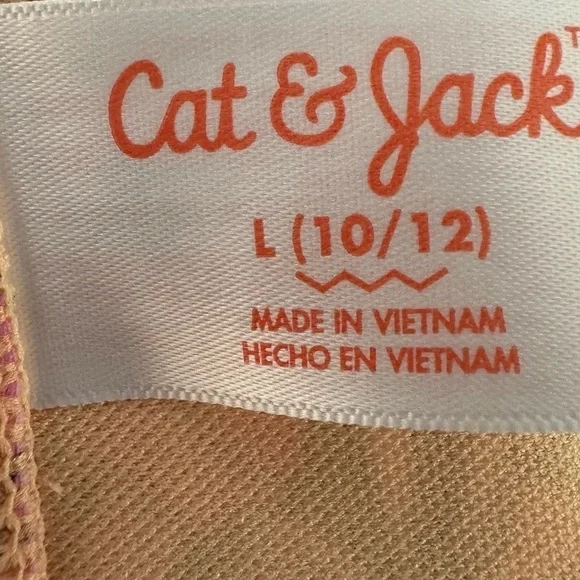 Cat & Jack™
L (10/12)
MADE IN VIETNAM
HECHO EN VIETNAM